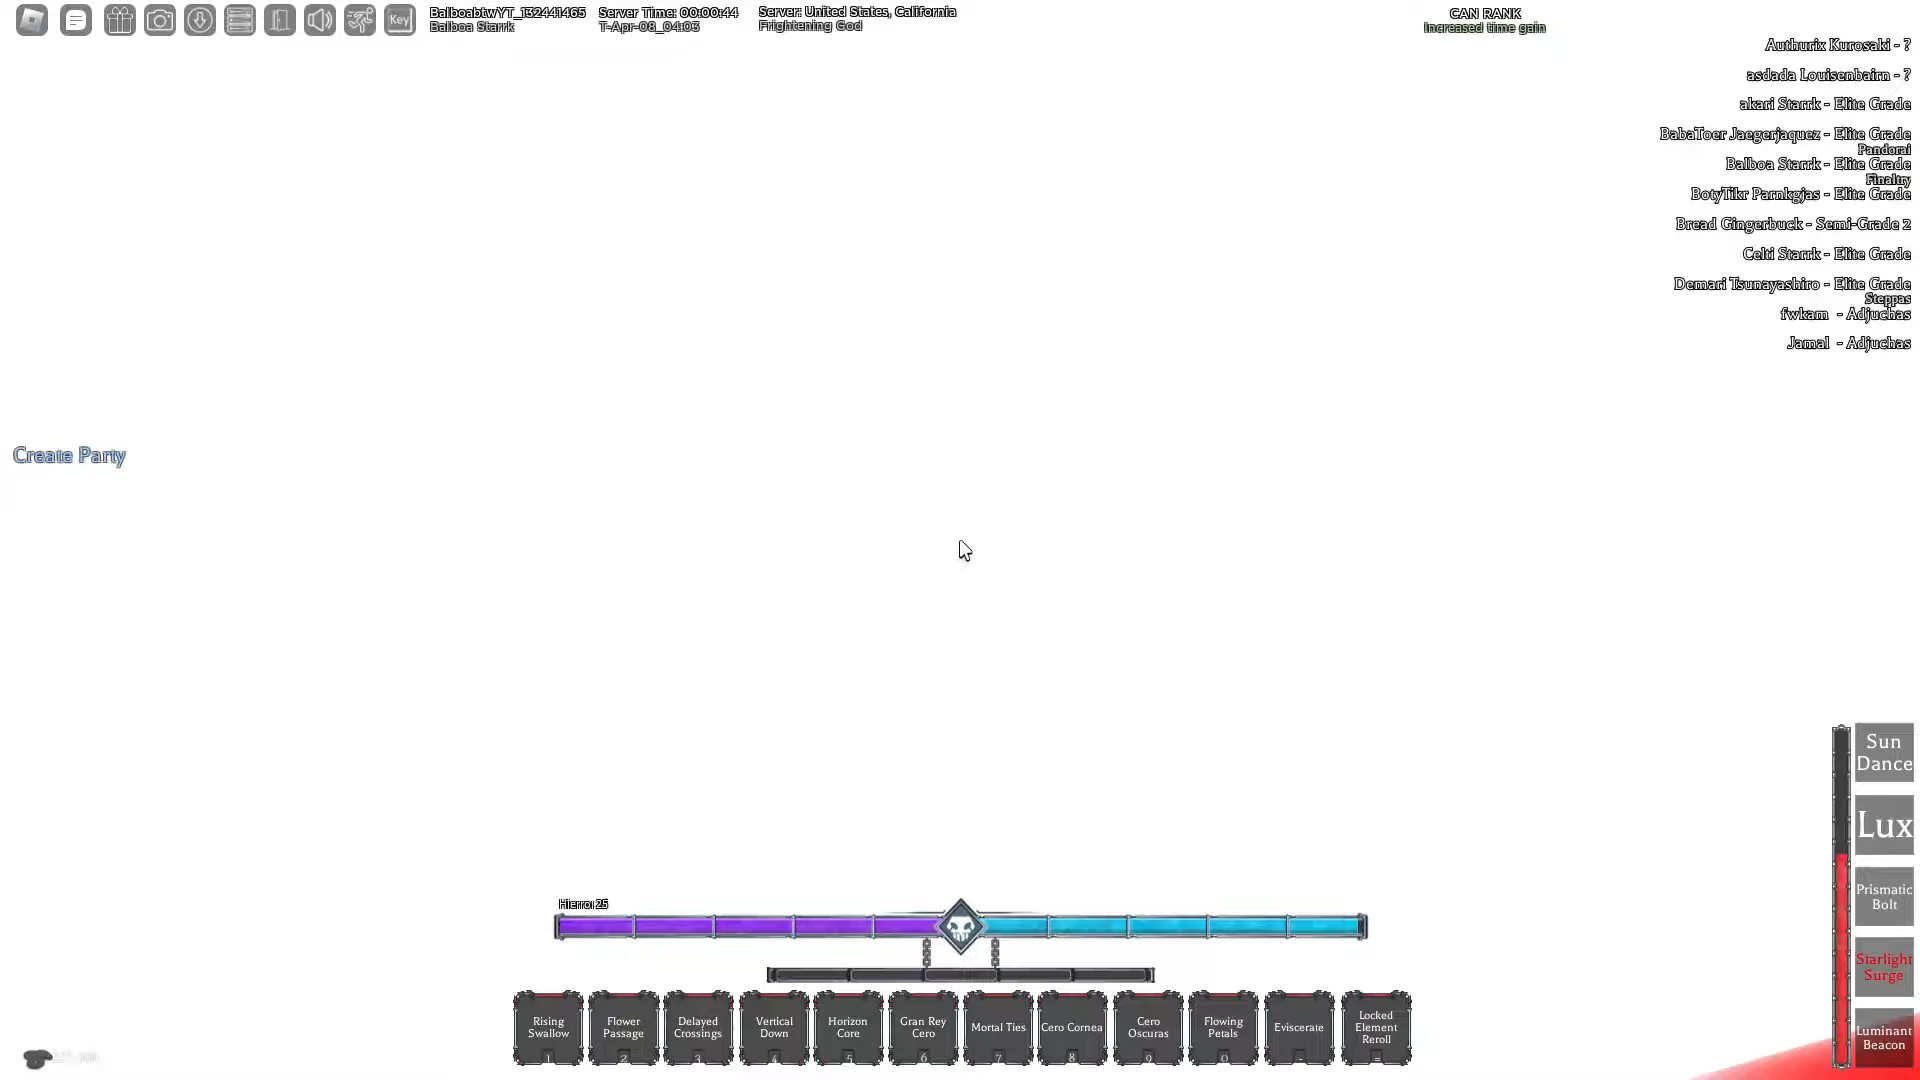 Key
BalboabtwYT_132441465
Balboa Starrk
Server Time: 00:00:44
T-Apr-08_04:03
Server: United States, California
Frightening God
CAN RANK
Increased time gain
Authurix Kurosaki - ?
asdada Louisenbairn - ?
akari Starrk - Elite Grade
BabaToer Jaegerjaquez - Elite Grade
Pandorai
Balboa Starrk - Elite Grade
Finality
BotyTikr Parnkgjas - Elite Grade
Bread Gingerbuck - Semi-Grade 2
Celti Starrk - Elite Grade
Demari Tsunayashiro - Elite Grade
Steppas
fwkam - Adjuchas
Jamal - Adjuchas
Create Party
Sun
Dance
Lux
Prismatic
Bolt
Starlight
Surge
Luminant
Beacon
Hierro: 25
Rising
Swallow
1
Flower
Passage
2
Delayed
Crossings
3
Vertical
Down
4
Horizon
Core
5
Gran Rey
Cero
6
Mortal Ties
7
Cero Cornea
8
Cero
Oscuras
9
Flowing
Petals
0
Eviscerate
-
Locked
Element
Reroll
=